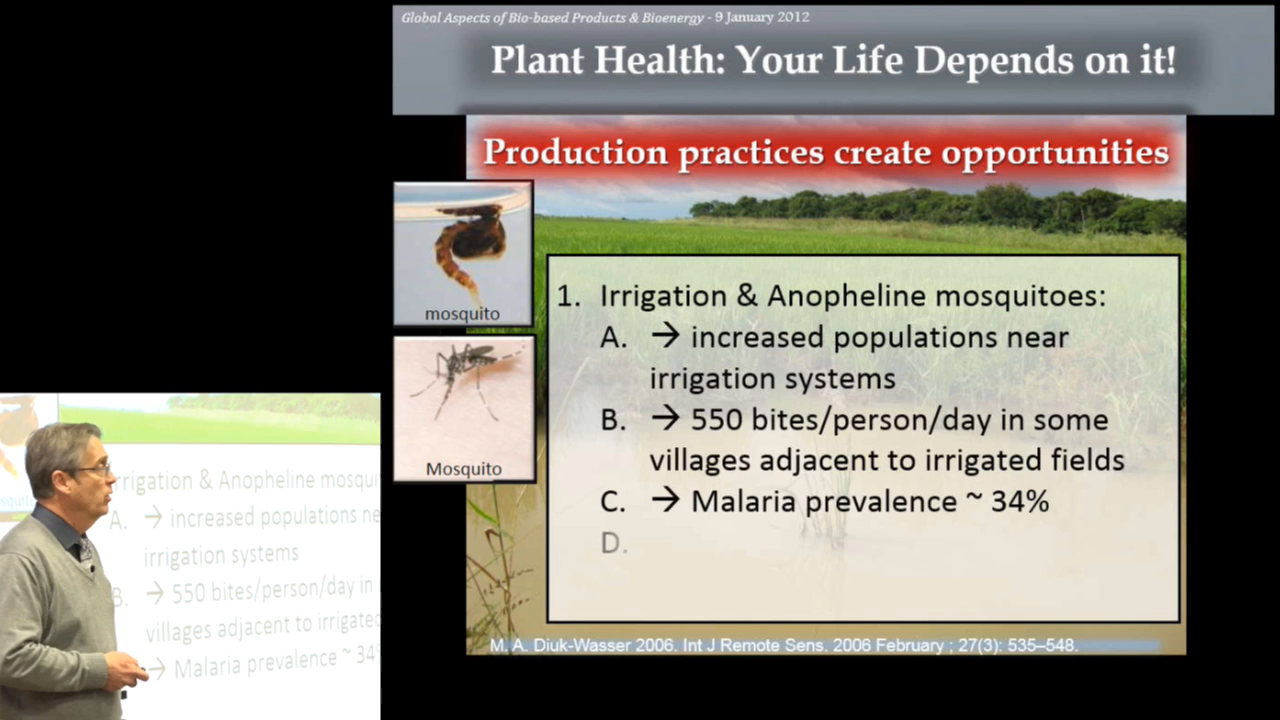 Global Aspects of Bio-based Products & Bioenergy - 9 January 2012
Plant Health: Your Life Depends on it!
Production practices create opportunities
mosquito
Mosquito
1. Irrigation & Anopheline mosquitoes:
A. → increased populations near
irrigation systems
B. → 550 bites/person/day in some
villages adjacent to irrigated fields
C. → Malaria prevalence ~ 34%
D.
M. A. Diuk-Wasser 2006. Int J Remote Sens. 2006 February ; 27(3): 535–548.
rrigation & Anopheline mosqui
A. → increased populations ne
irrigation systems
B. → 550 bites/person/day in
villages adjacent to irrigate
→ Malaria prevalence ~ 34